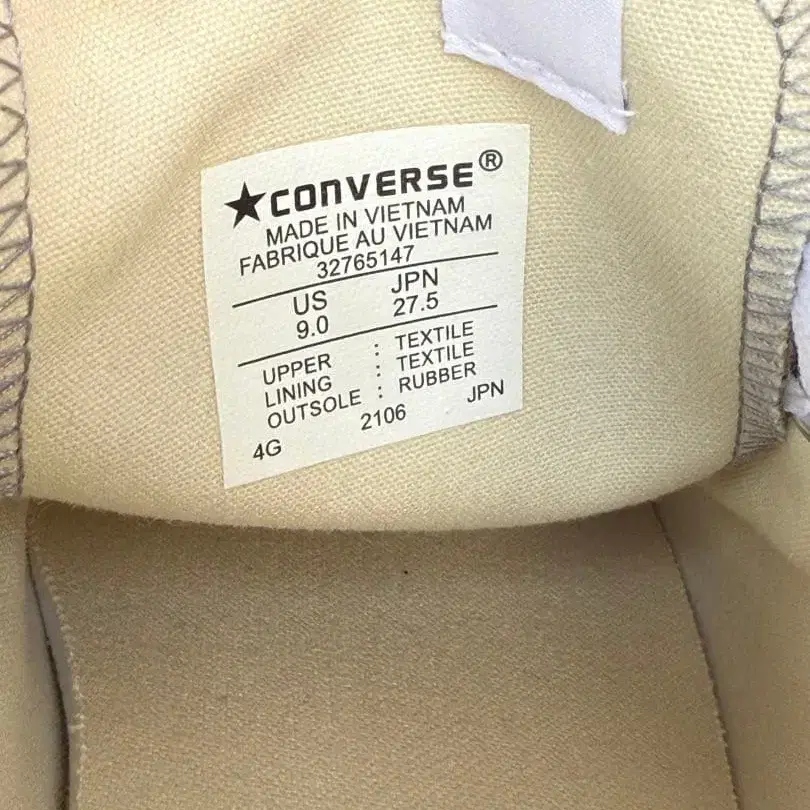 ★CONVERSE®
MADE IN VIETNAM
FABRIQUE AU VIETNAM
32765147
US JPN
9.0 27.5
UPPER : TEXTILE
LINING : TEXTILE
OUTSOLE : RUBBER
4G 2106 JPN